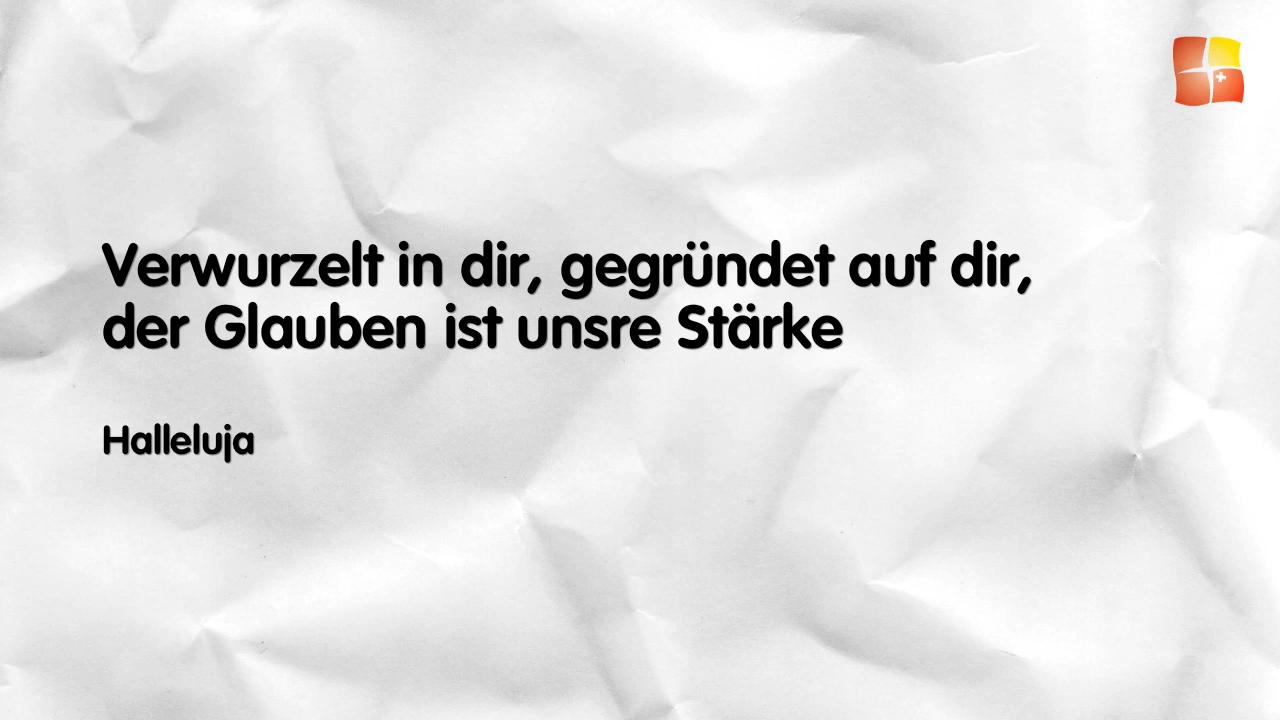 Verwurzelt in dir, gegründet auf dir,
der Glauben ist unsre Stärke
Halleluja